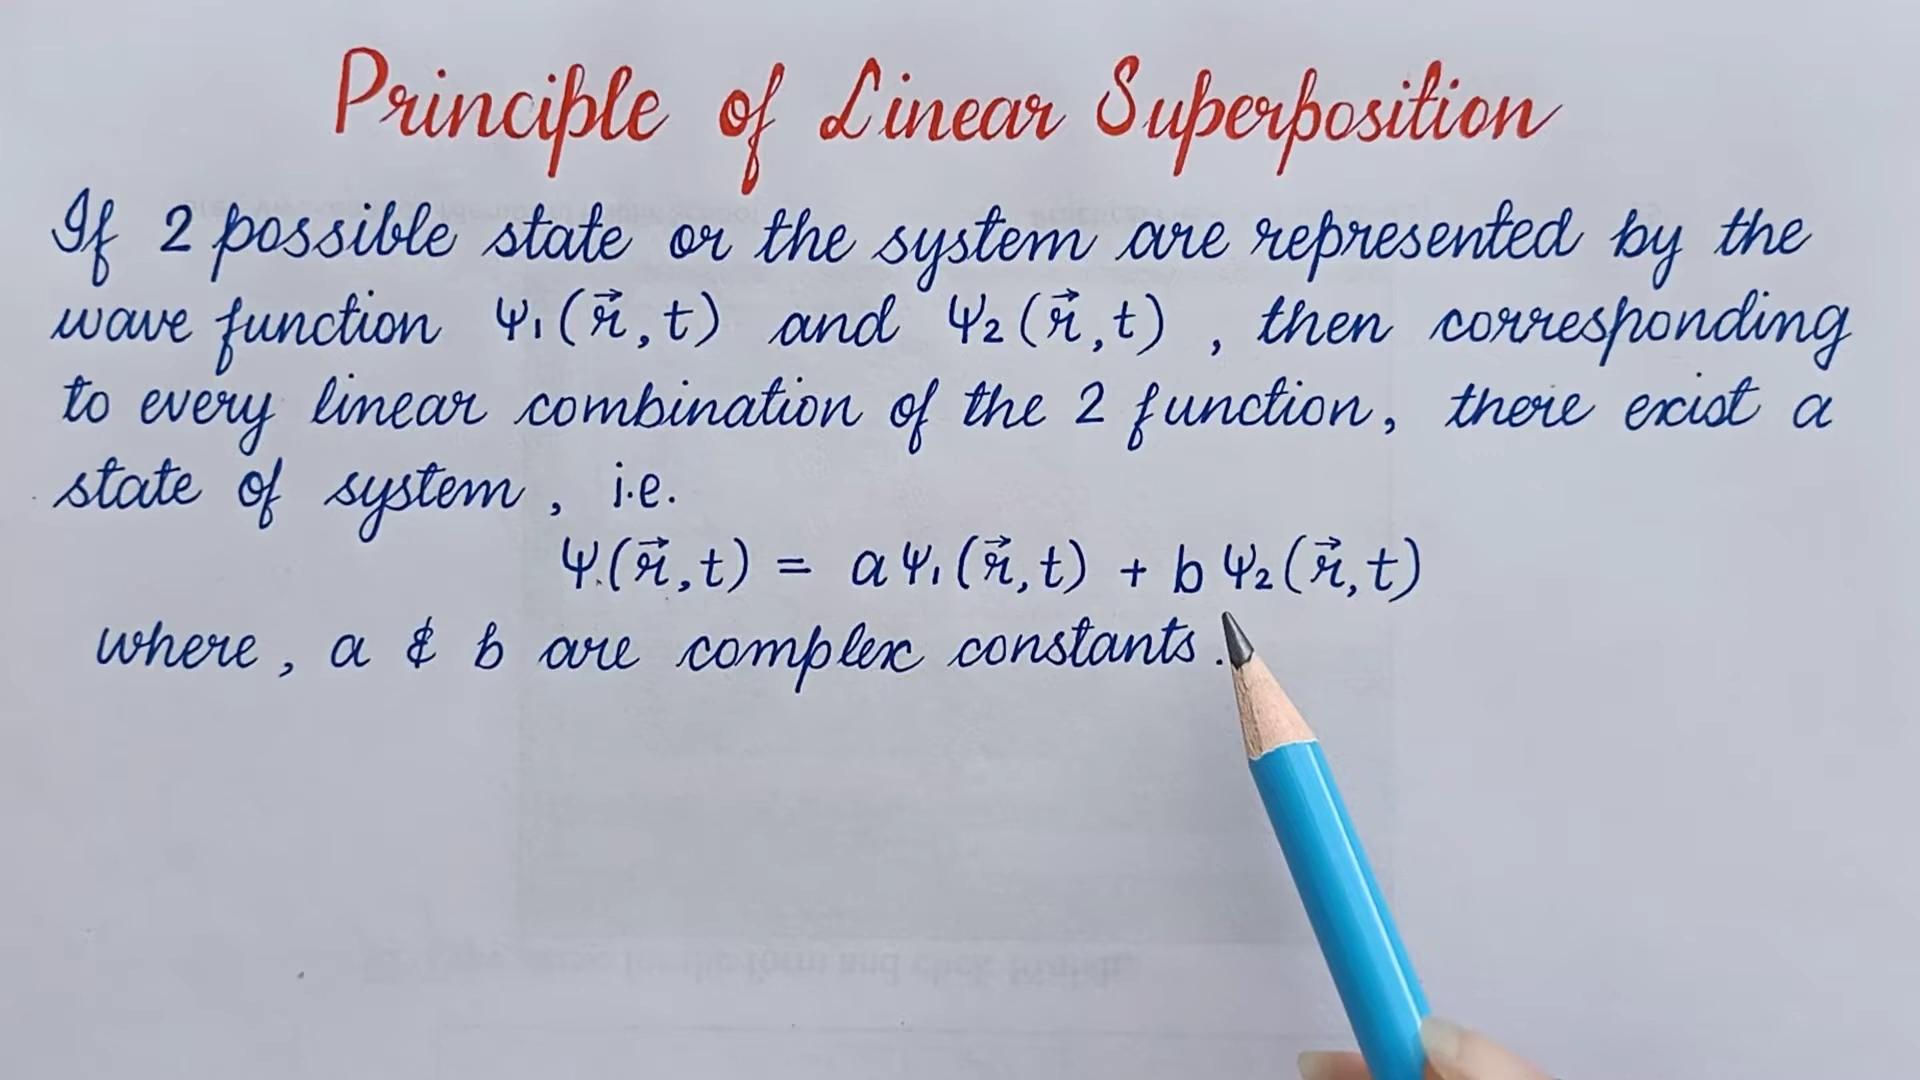 Principle of Linear Superposition
If 2 possible state or the system are represented by the
wave function Ψ₁(r⃗,t) and Ψ₂(r⃗,t) , then corresponding
to every linear combination of the 2 function, there exist a
state of system, i.e.
Ψ(r⃗,t) = aΨ₁(r⃗,t) + bΨ₂(r⃗,t)
where, a & b are complex constants.